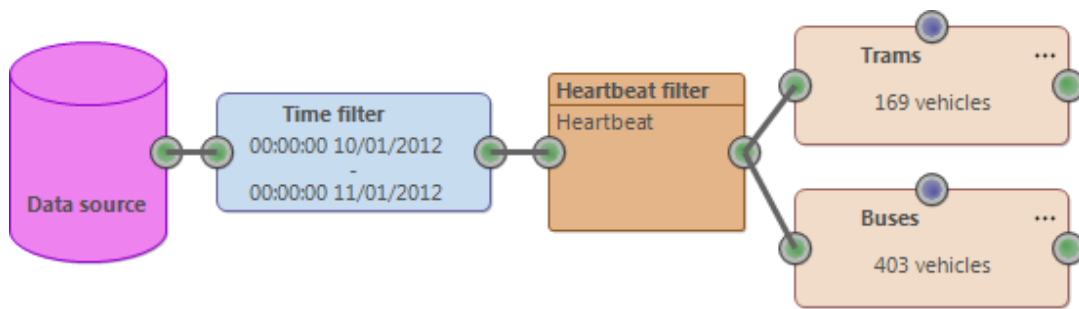 Data source
Time filter
00:00:00 10/01/2012
-
00:00:00 11/01/2012
Heartbeat filter
Heartbeat
Trams
...
169 vehicles
Buses
...
403 vehicles